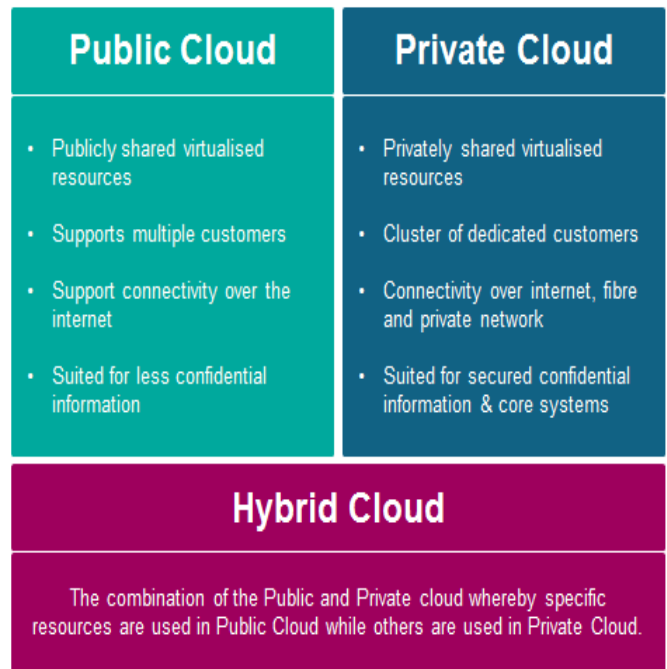 Public Cloud
• Publicly shared virtualised
resources
• Supports multiple customers
• Support connectivity over the
internet
• Suited for less confidential
information
Private Cloud
• Privately shared virtualised
resources
• Cluster of dedicated customers
• Connectivity over internet, fibre
and private network
• Suited for secured confidential
information & core systems
Hybrid Cloud
The combination of the Public and Private cloud whereby specific
resources are used in Public Cloud while others are used in Private Cloud.